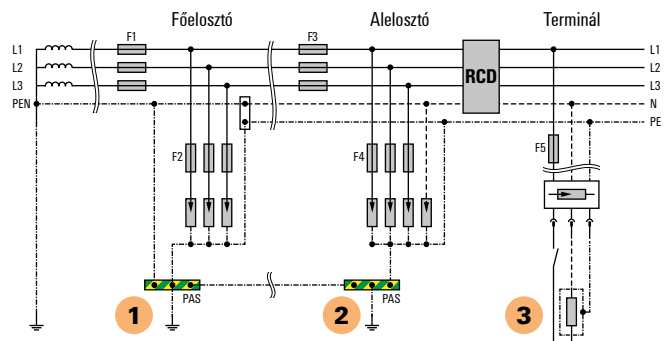 Főelosztó Alelosztó Terminál
F1 F3
L1 L1
L2 L2
RCD
L3 L3
PEN N
PE
F2 F4 F5
PAS PAS
1 2 3